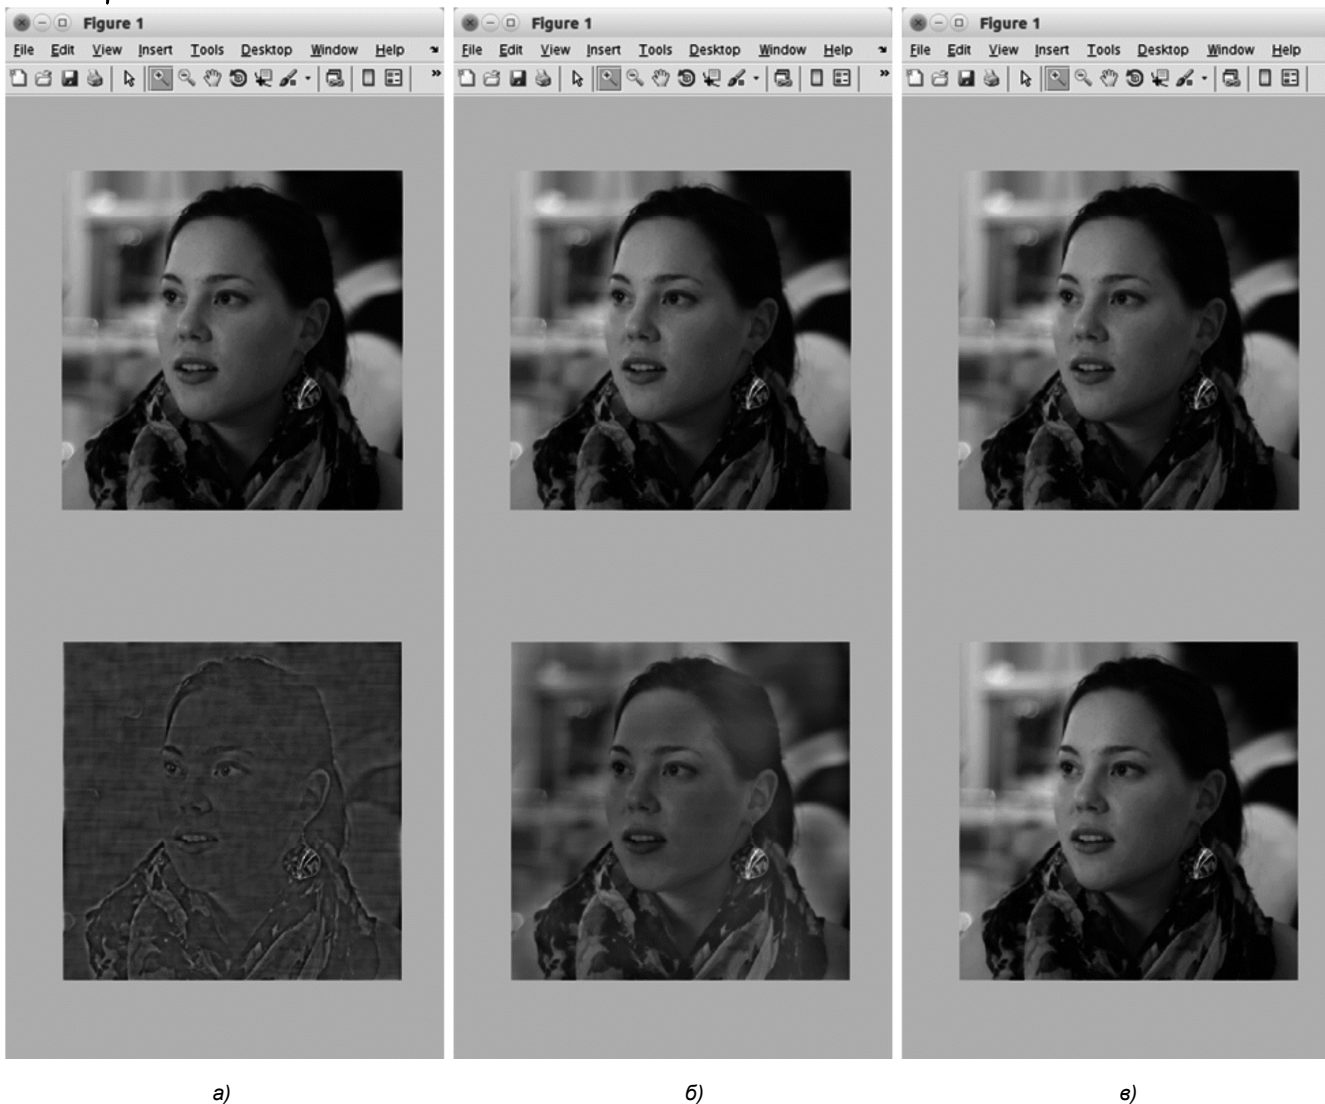 Figure 1
File Edit View Insert Tools Desktop Window Help
Figure 1
File Edit View Insert Tools Desktop Window Help
Figure 1
File Edit View Insert Tools Desktop Window Help
а)
б)
в)